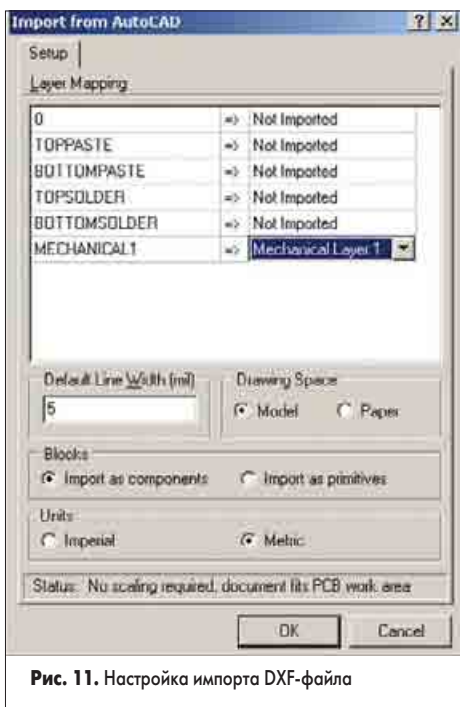 Import from AutoCAD
Setup
Layer Mapping
0 => Not Imported
TOPPASTE => Not Imported
BOTTOMPASTE => Not Imported
TOPSOLDER => Not Imported
BOTTOMSOLDER => Not Imported
MECHANICAL1 => Mechanical Layer 1
Default Line Width (mil) Drawing Space
5 Model Paper
Blocks
Import as components Import as primitives
Units
Imperial Metric
Status: No scaling required, document fits PCB work area
OK Cancel
Рис. 11. Настройка импорта DXF-файла